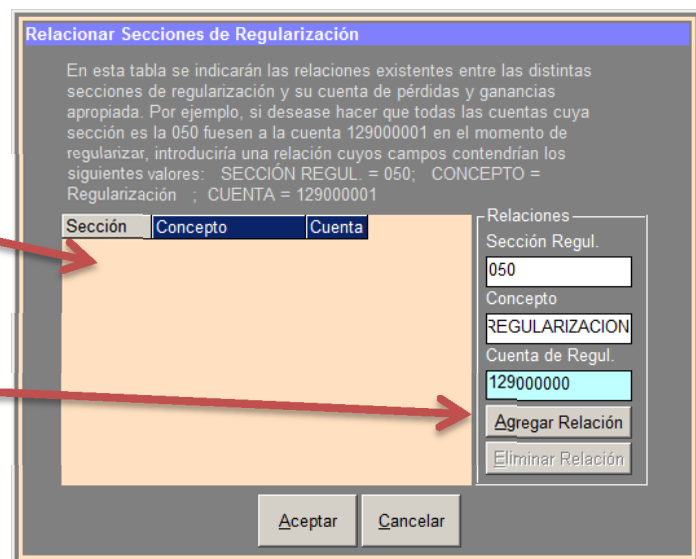 Relacionar Secciones de Regularización
En esta tabla se indicarán las relaciones existentes entre las distintas
secciones de regularización y su cuenta de pérdidas y ganancias
apropiada. Por ejemplo, si desease hacer que todas las cuentas cuya
sección es la 050 fuesen a la cuenta 129000001 en el momento de
regularizar, introduciría una relación cuyos campos contendrían los
siguientes valores: SECCIÓN REGUL. = 050; CONCEPTO =
Regularización ; CUENTA = 129000001
Sección Concepto Cuenta
Relaciones
Sección Regul.
050
Concepto
REGULARIZACION
Cuenta de Regul.
129000000
Agregar Relación
Eliminar Relación
Aceptar Cancelar